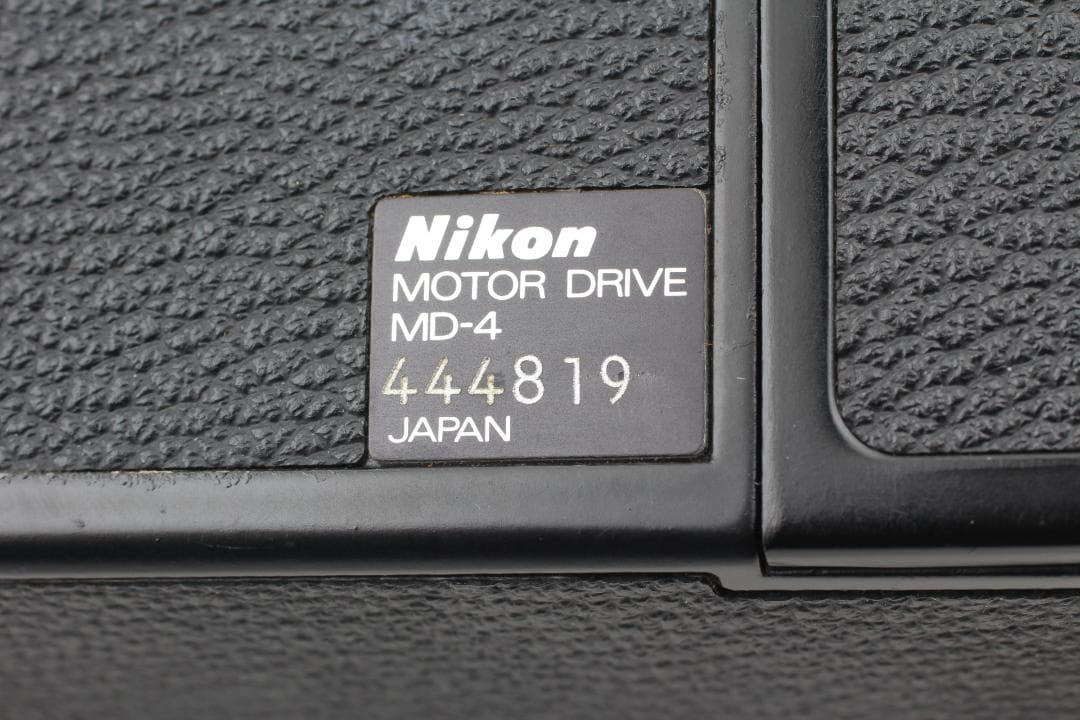 Nikon
MOTOR DRIVE
MD-4
444819
JAPAN